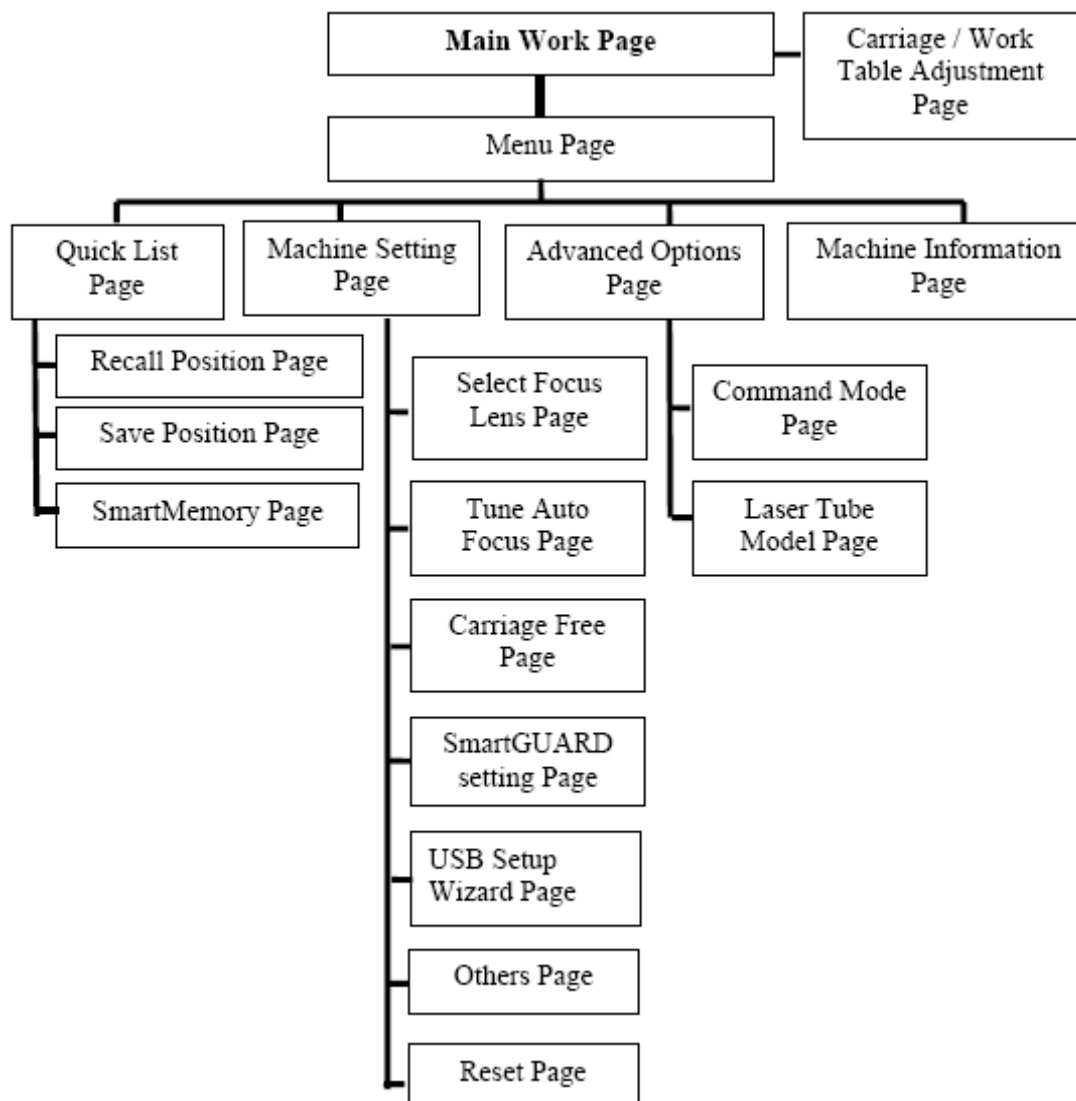 Main Work Page
Carriage / Work
Table Adjustment
Page
Menu Page
Quick List
Page
Machine Setting
Page
Advanced Options
Page
Machine Information
Page
Recall Position Page
Save Position Page
SmartMemory Page
Select Focus
Lens Page
Tune Auto
Focus Page
Carriage Free
Page
SmartGUARD
setting Page
USB Setup
Wizard Page
Others Page
Reset Page
Command Mode
Page
Laser Tube
Model Page